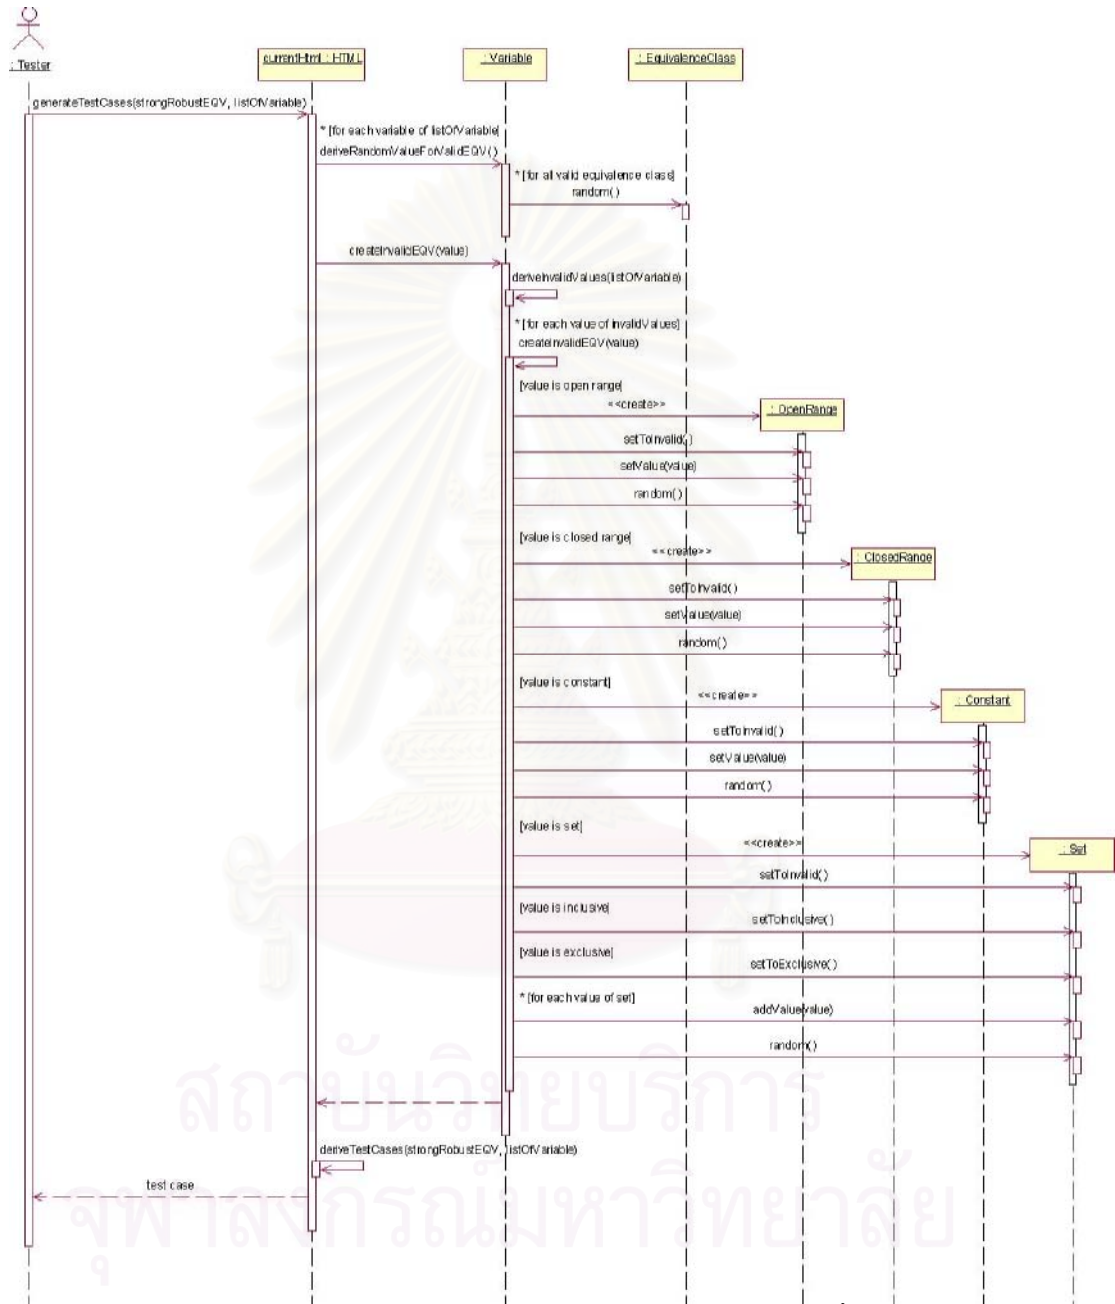 : Tester
currentHtml : HTML
: Variable
: EquivalenceClass
generateTestCases(strongRobustEQV, listOfVariable)
* [for each variable of listOfVariable]
deriveRandomValueForValidEQV( )
* [for all valid equivalence class]
random( )
createInvalidEQV(value)
deriveInvalidValues(listOfVariable)
* [for each value of invalidValues]
createInvalidEQV(value)
[value is open range]
<<create>>
: OpenRange
setToInvalid( )
setValue(value)
random( )
[value is closed range]
<<create>>
: ClosedRange
setToInvalid( )
setValue(value)
random( )
[value is constant]
<<create>>
: Constant
setToInvalid( )
setValue(value)
random( )
[value is set]
<<create>>
: Set
setToInvalid( )
[value is inclusive]
setToInclusive( )
[value is exclusive]
setToExclusive( )
* [for each value of set]
addValue(value)
random( )
สถาบันวิทยบริการ
deriveTestCases(strongRobustEQV, listOfVariable)
test case
จุฬาลงกรณ์มหาวิทยาลัย